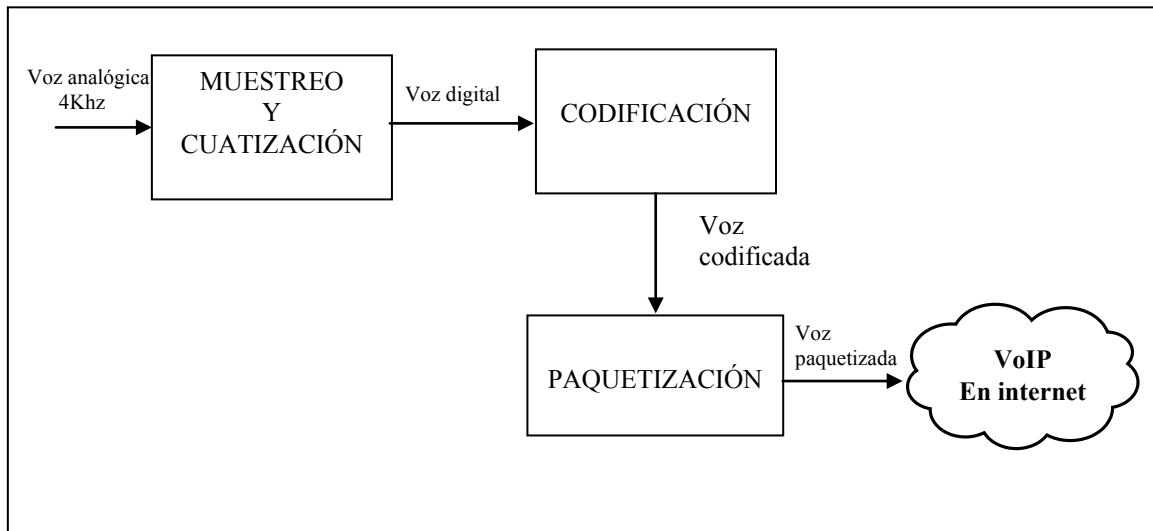 Voz analógica
4Khz
MUESTREO
Y
CUATIZACIÓN
Voz digital
CODIFICACIÓN
Voz
codificada
PAQUETIZACIÓN
Voz
paquetizada
VoIP
En internet